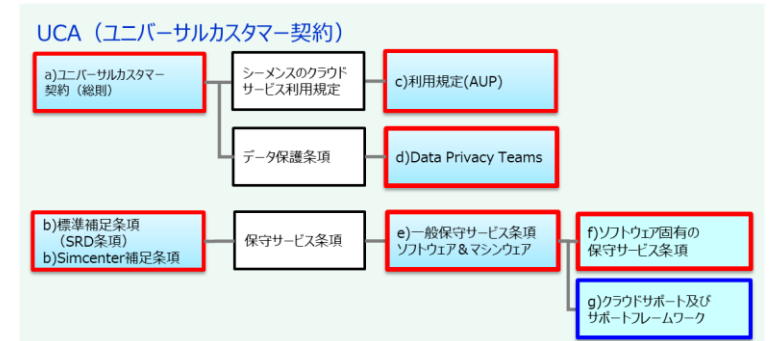 UCA（ユニバーサルカスタマー契約）
a)ユニバーサルカスタマー
契約（総則）
シーメンスのクラウド
サービス利用規定
c)利用規定(AUP)
データ保護条項
d)Data Privacy Teams
b)標準補足条項
（SRD条項）
b)Simcenter補足条項
保守サービス条項
e)一般保守サービス条項
ソフトウェア＆マシンウェア
f)ソフトウェア固有の
保守サービス条項
g)クラウドサポート及び
サポートフレームワーク